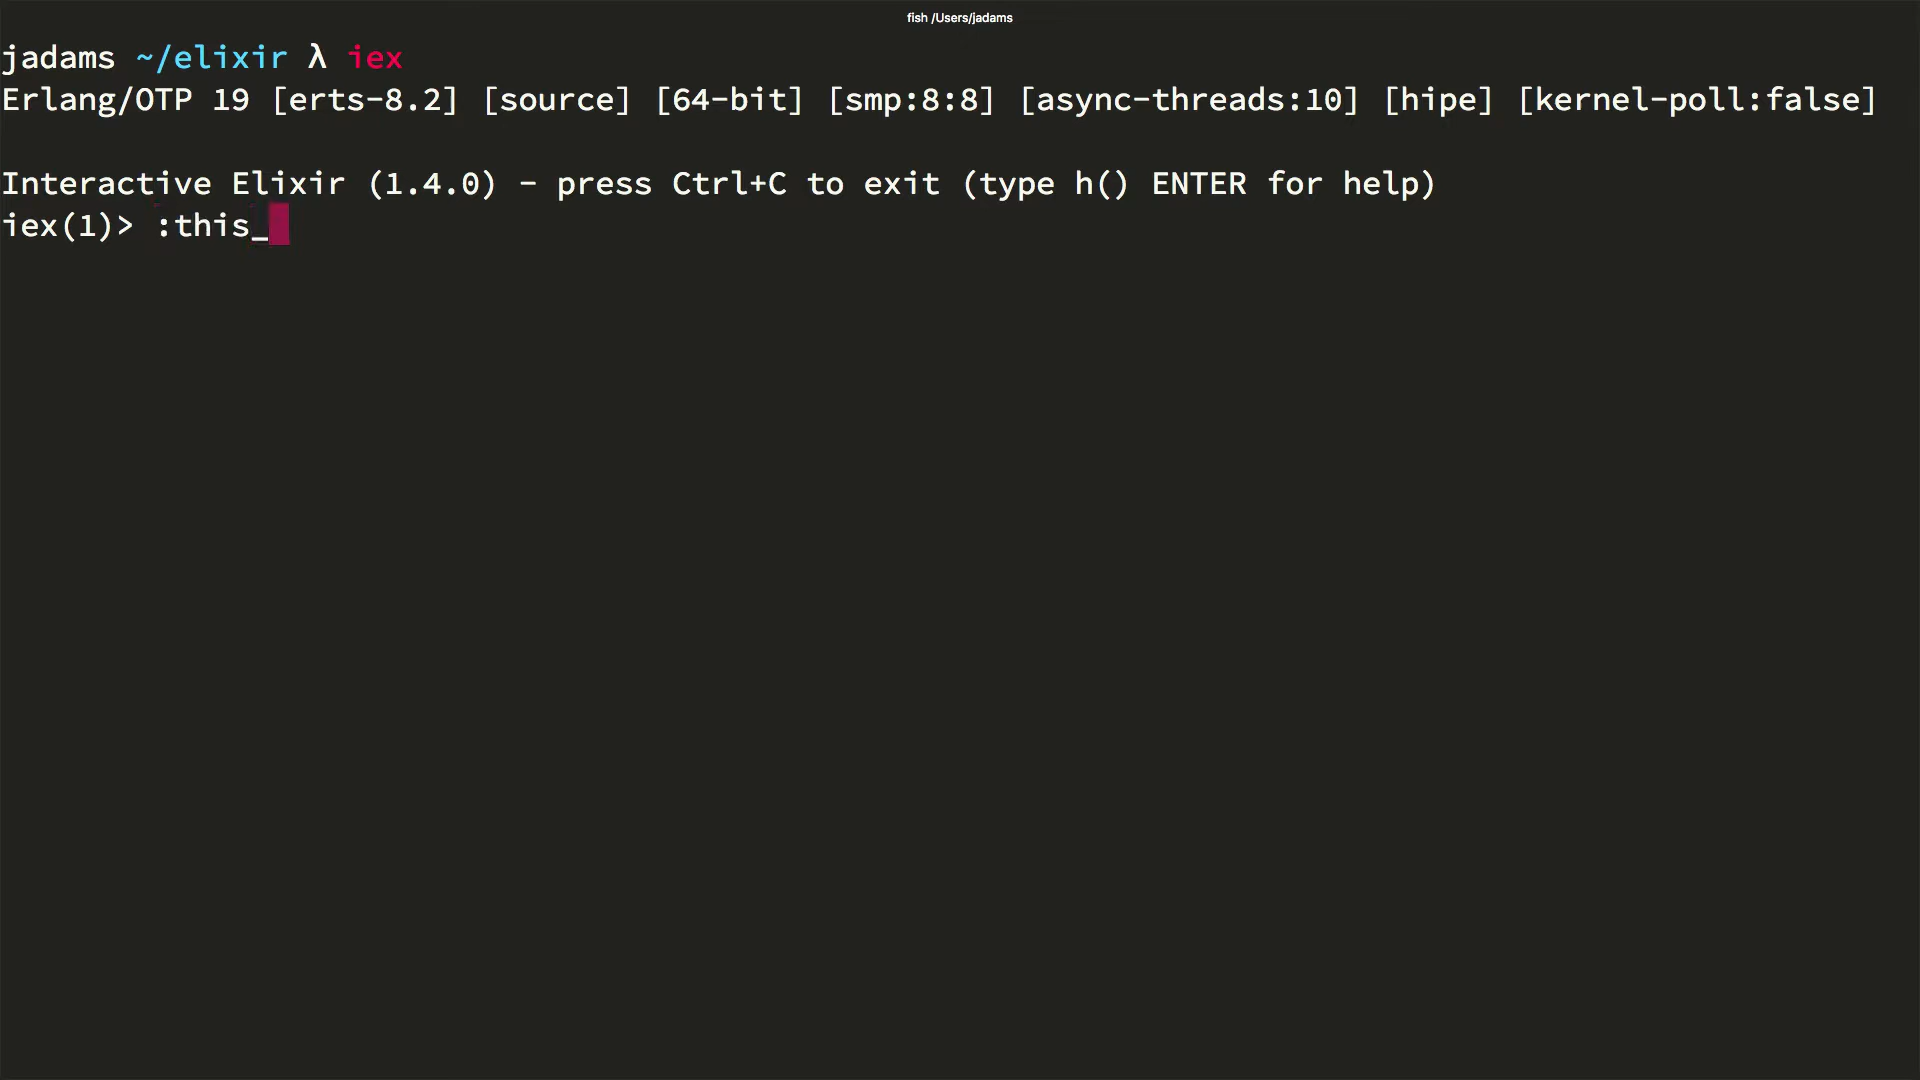 fish /Users/jadams
jadams ~/elixir λ iex
Erlang/OTP 19 [erts-8.2] [source] [64-bit] [smp:8:8] [async-threads:10] [hipe] [kernel-poll:false]
Interactive Elixir (1.4.0) - press Ctrl+C to exit (type h() ENTER for help)
iex(1)> :this_